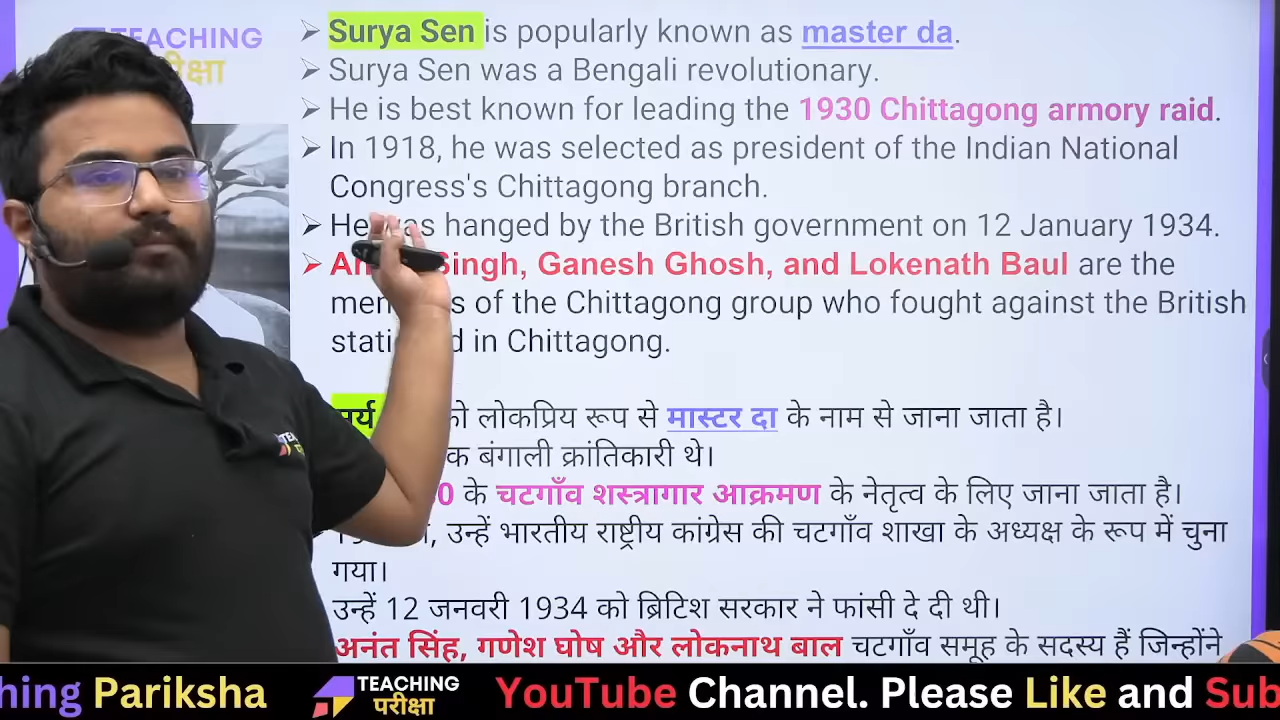 TEACHING
Surya Sen is popularly known as master da.
Surya Sen was a Bengali revolutionary.
He is best known for leading the 1930 Chittagong armory raid.
In 1918, he was selected as president of the Indian National
Congress's Chittagong branch.
He was hanged by the British government on 12 January 1934.
Singh, Ganesh Ghosh, and Lokenath Baul are the
of the Chittagong group who fought against the British
in Chittagong.
को लोकप्रिय रूप से मास्टर दा के नाम से जाना जाता है।
बंगाली क्रांतिकारी थे।
के चटगाँव शस्त्रागार आक्रमण के नेतृत्व के लिए जाना जाता है।
उन्हें भारतीय राष्ट्रीय कांग्रेस की चटगाँव शाखा के अध्यक्ष के रूप में चुना
गया।
उन्हें 12 जनवरी 1934 को ब्रिटिश सरकार ने फांसी दे दी थी।
अनंत सिंह, गणेश घोष और लोकनाथ बाल चटगाँव समूह के सदस्य हैं जिन्होंने
TEACHING
hing Pariksha TEACHING परीक्षा YouTube Channel. Please Like and Sub